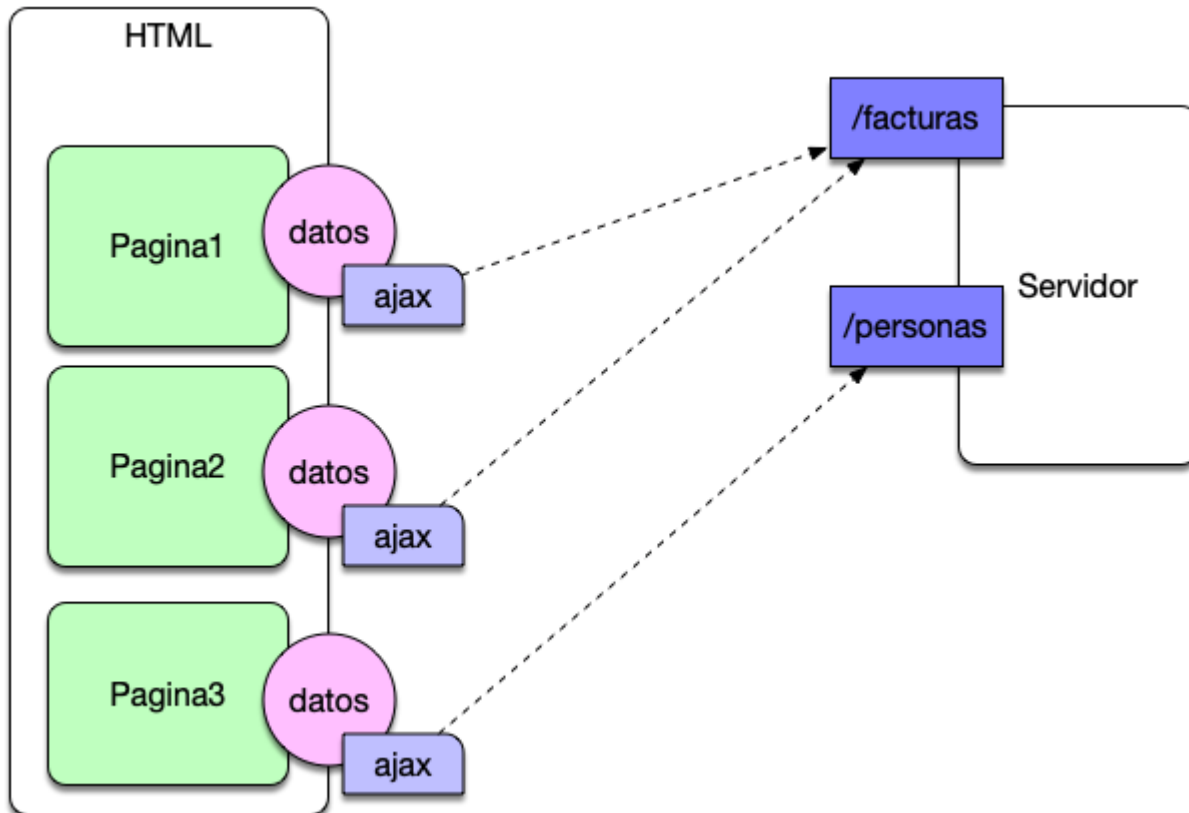 HTML
/facturas
Pagina1
datos
ajax
Servidor
/personas
Pagina2
datos
ajax
Pagina3
datos
ajax